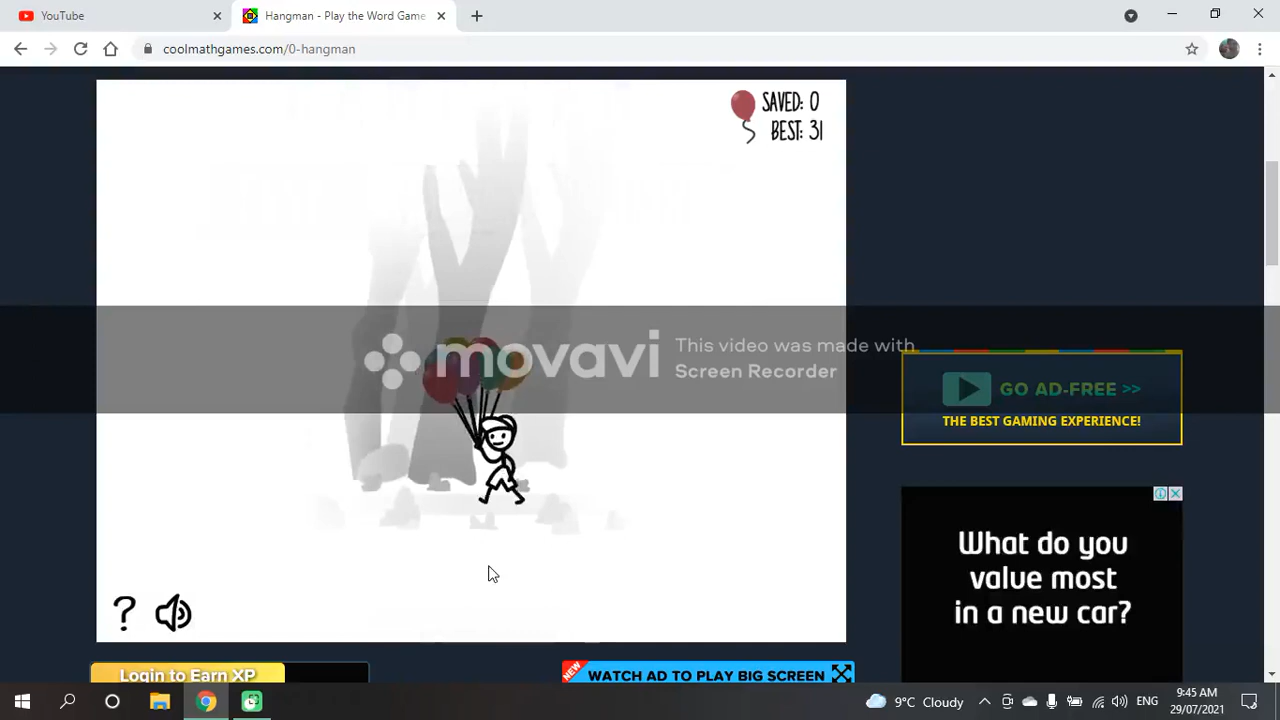 YouTube
Hangman - Play the Word Game
coolmathgames.com/0-hangman
SAVED: 0
BEST: 31
movavi
This video was made with
Screen Recorder
GO AD-FREE >>
THE BEST GAMING EXPERIENCE!
What do you
value most
in a new car?
?
Login to Earn XP
NEW
WATCH AD TO PLAY BIG SCREEN
9°C Cloudy
ENG
9:45 AM
29/07/2021